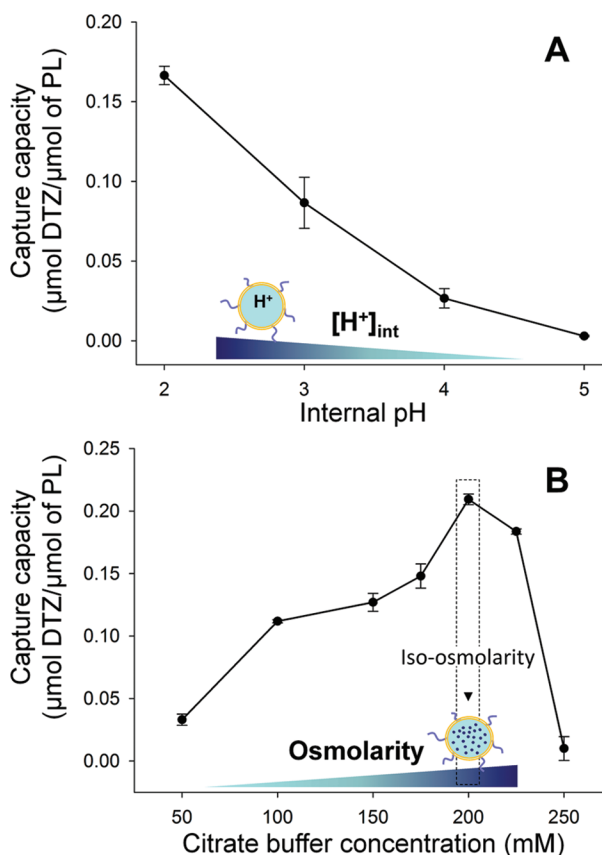 A
Capture capacity
(μmol DTZ/μmol of PL)
0.20
0.15
0.10
0.05
0.00
H⁺
[H⁺]int
2 3 4 5
Internal pH
B
Capture capacity
(μmol DTZ/μmol of PL)
0.25
0.20
0.15
0.10
0.05
0.00
Iso-osmolarity
Osmolarity
50 100 150 200 250
Citrate buffer concentration (mM)